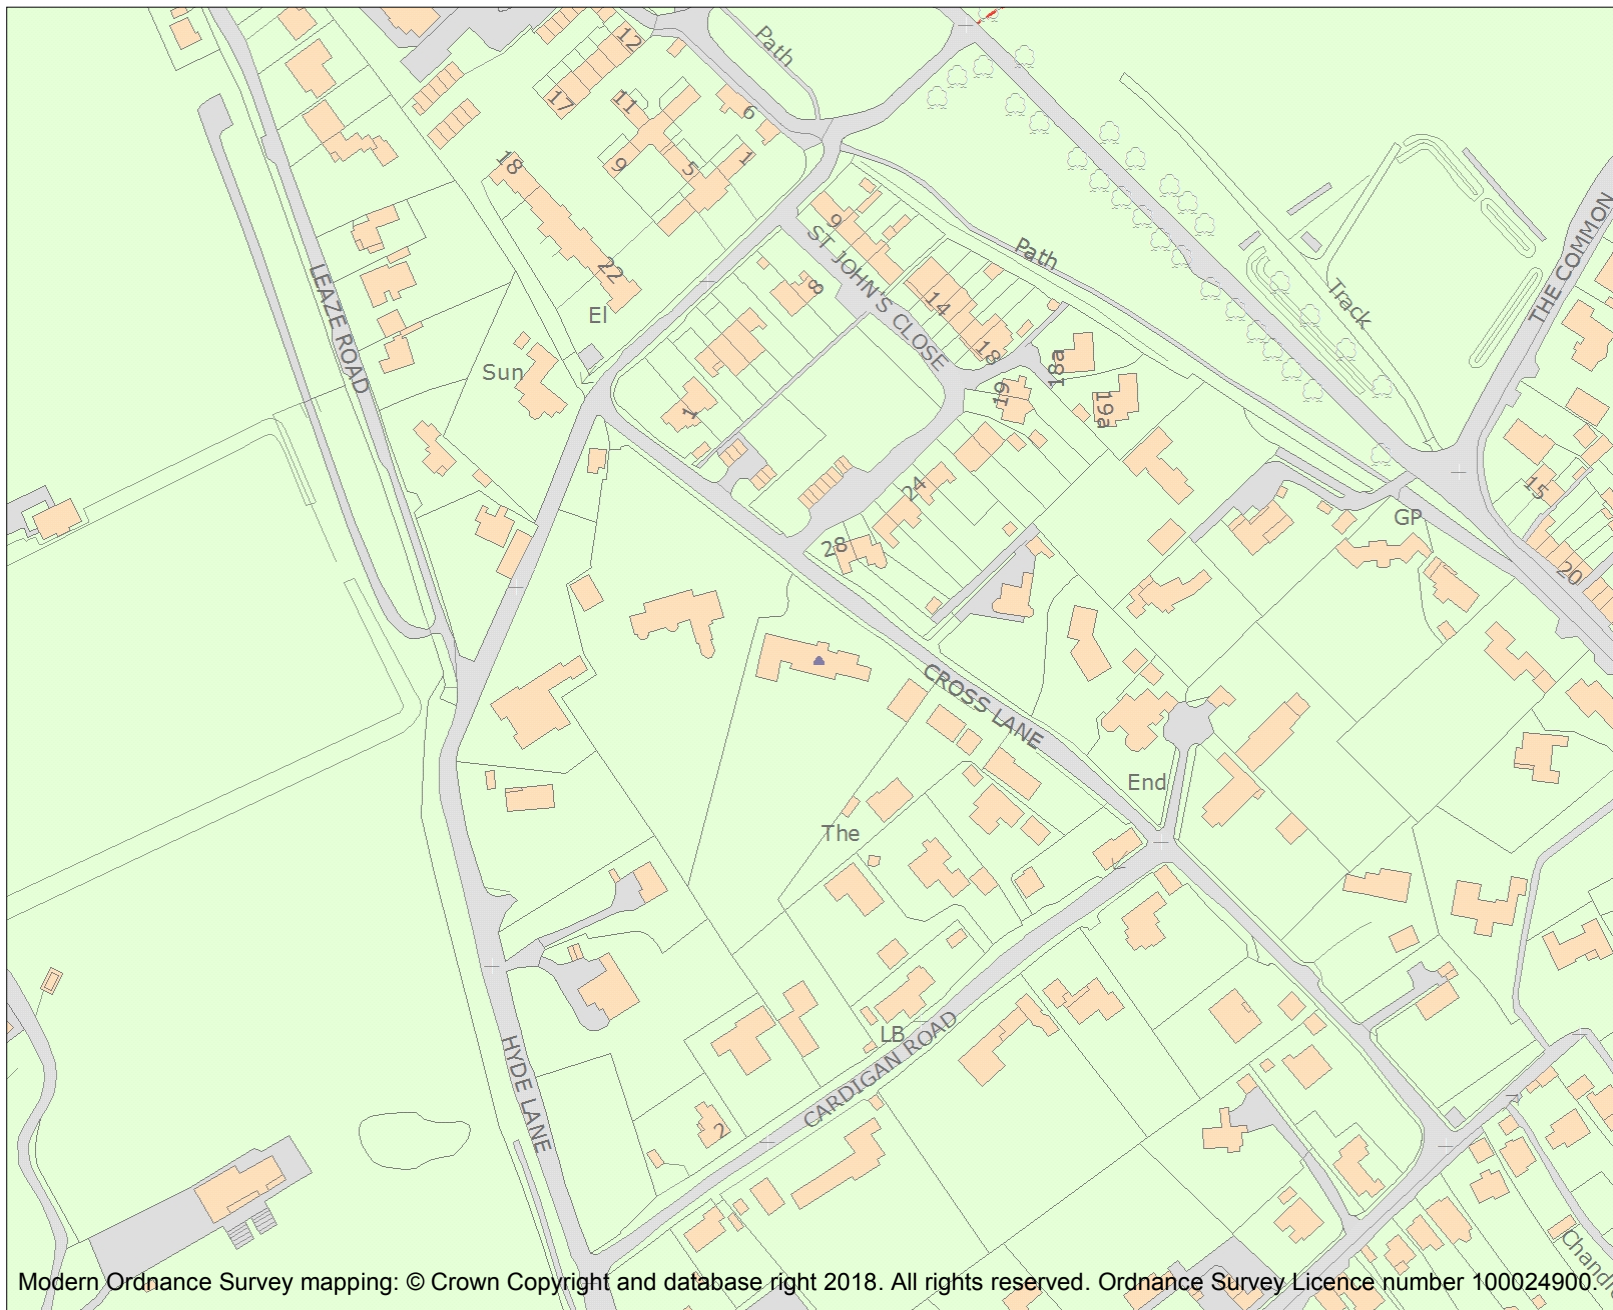 Path
12
17
11
6
9
5
1
18
22
El
9
ST JOHN'S CLOSE
8
14
18
Path
Track
THE COMMON
LEAZE ROAD
Sun
1
19
18a
19a
24
28
GP
15
20
CROSS LANE
End
The
LB
CARDIGAN ROAD
HYDE LANE
2
Modern Ordnance Survey mapping: © Crown Copyright and database right 2018. All rights reserved. Ordnance Survey Licence number 100024900.